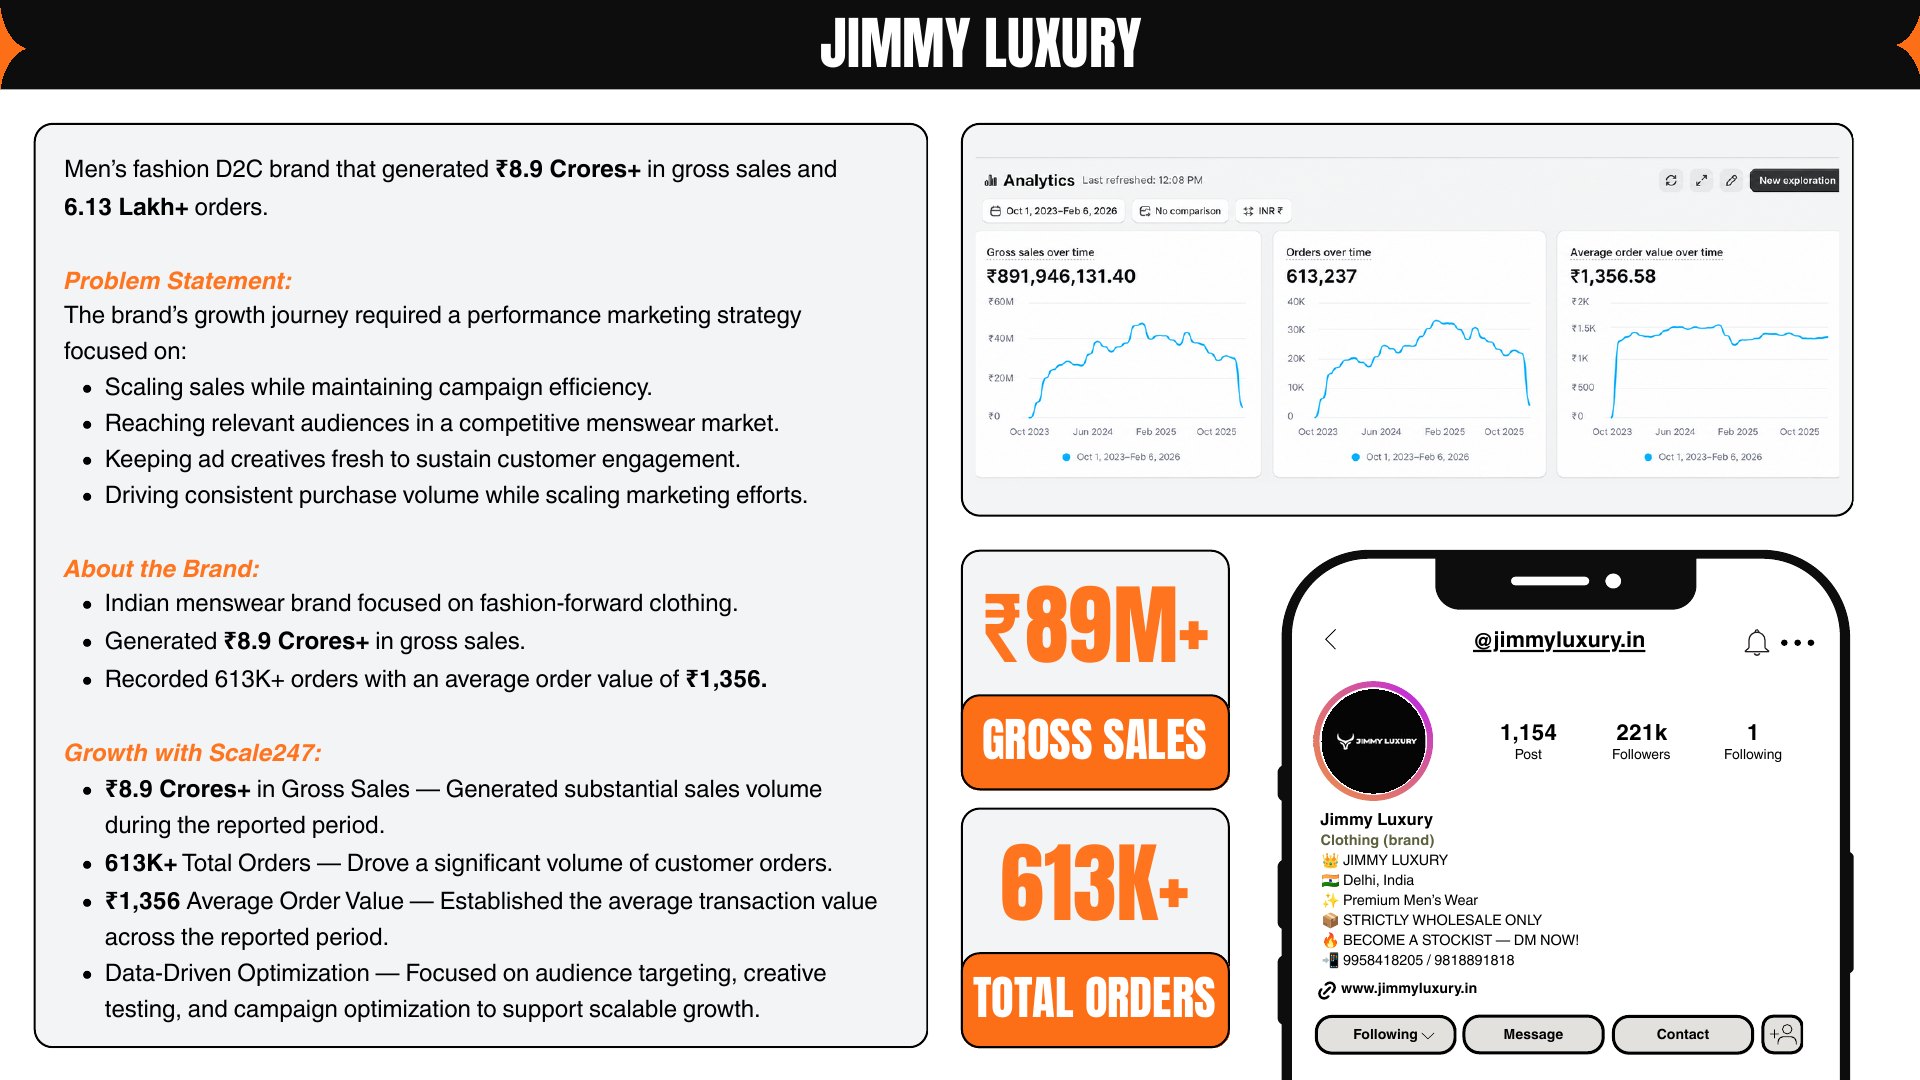 JIMMY LUXURY
Men’s fashion D2C brand that generated ₹8.9 Crores+ in gross sales and
6.13 Lakh+ orders.
Problem Statement:
The brand’s growth journey required a performance marketing strategy
focused on:
• Scaling sales while maintaining campaign efficiency.
• Reaching relevant audiences in a competitive menswear market.
• Keeping ad creatives fresh to sustain customer engagement.
• Driving consistent purchase volume while scaling marketing efforts.
About the Brand:
• Indian menswear brand focused on fashion-forward clothing.
• Generated ₹8.9 Crores+ in gross sales.
• Recorded 613K+ orders with an average order value of ₹1,356.
Growth with Scale247:
• ₹8.9 Crores+ in Gross Sales — Generated substantial sales volume
during the reported period.
• 613K+ Total Orders — Drove a significant volume of customer orders.
• ₹1,356 Average Order Value — Established the average transaction value
across the reported period.
• Data-Driven Optimization — Focused on audience targeting, creative
testing, and campaign optimization to support scalable growth.
Analytics Last refreshed: 12:08 PM
New exploration
Oct 1, 2023–Feb 6, 2026
No comparison
INR ₹
Gross sales over time
₹891,946,131.40
₹60M
₹40M
₹20M
₹0
Oct 2023 Jun 2024 Feb 2025 Oct 2025
Oct 1, 2023–Feb 6, 2026
Orders over time
613,237
40K
30K
20K
10K
0
Oct 2023 Jun 2024 Feb 2025 Oct 2025
Oct 1, 2023–Feb 6, 2026
Average order value over time
₹1,356.58
₹2K
₹1.5K
₹1K
₹500
₹0
Oct 2023 Jun 2024 Feb 2025 Oct 2025
Oct 1, 2023–Feb 6, 2026
₹89M+
GROSS SALES
613K+
TOTAL ORDERS
@jimmyluxury.in
JIMMY LUXURY
1,154 221k 1
Post Followers Following
Jimmy Luxury
Clothing (brand)
👑 JIMMY LUXURY
🇮🇳 Delhi, India
✨ Premium Men’s Wear
📦 STRICTLY WHOLESALE ONLY
🔥 BECOME A STOCKIST — DM NOW!
📲 9958418205 / 9818891818
www.jimmyluxury.in
Following Message Contact